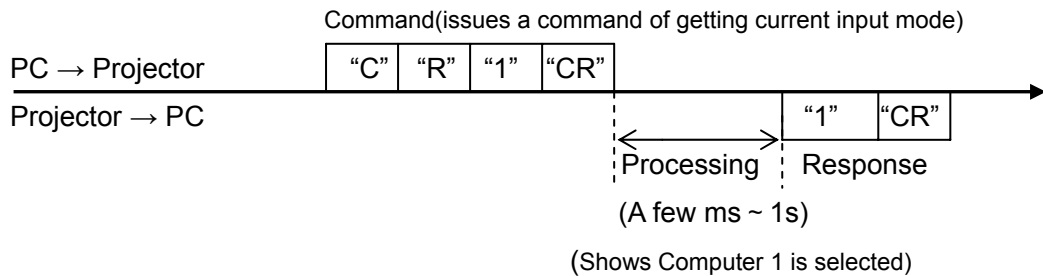 Command(issues a command of getting current input mode)
PC → Projector
“C” “R” “1” “CR”
Projector → PC
“1” “CR”
Processing Response
(A few ms ~ 1s)
(Shows Computer 1 is selected)